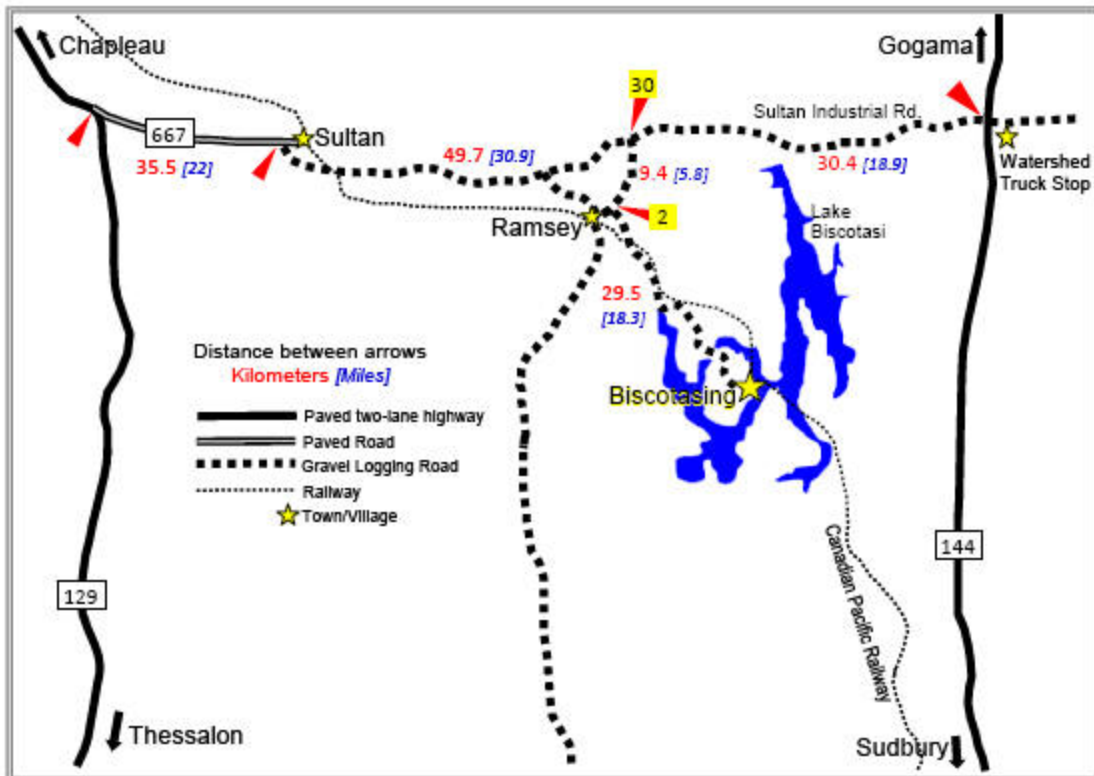 Chapleau
Gogama
30
667
Sultan
Sultan Industrial Rd.
35.5 [22]
49.7 [30.9]
9.4 [5.8]
30.4 [18.9]
Watershed
Truck Stop
Ramsey
2
Lake
Biscotasi
29.5
[18.3]
Distance between arrows
Kilometers [Miles]
Biscotasing
Paved two-lane highway
Paved Road
Gravel Logging Road
Railway
Town/Village
144
129
Canadian Pacific Railway
Thessalon
Sudbury